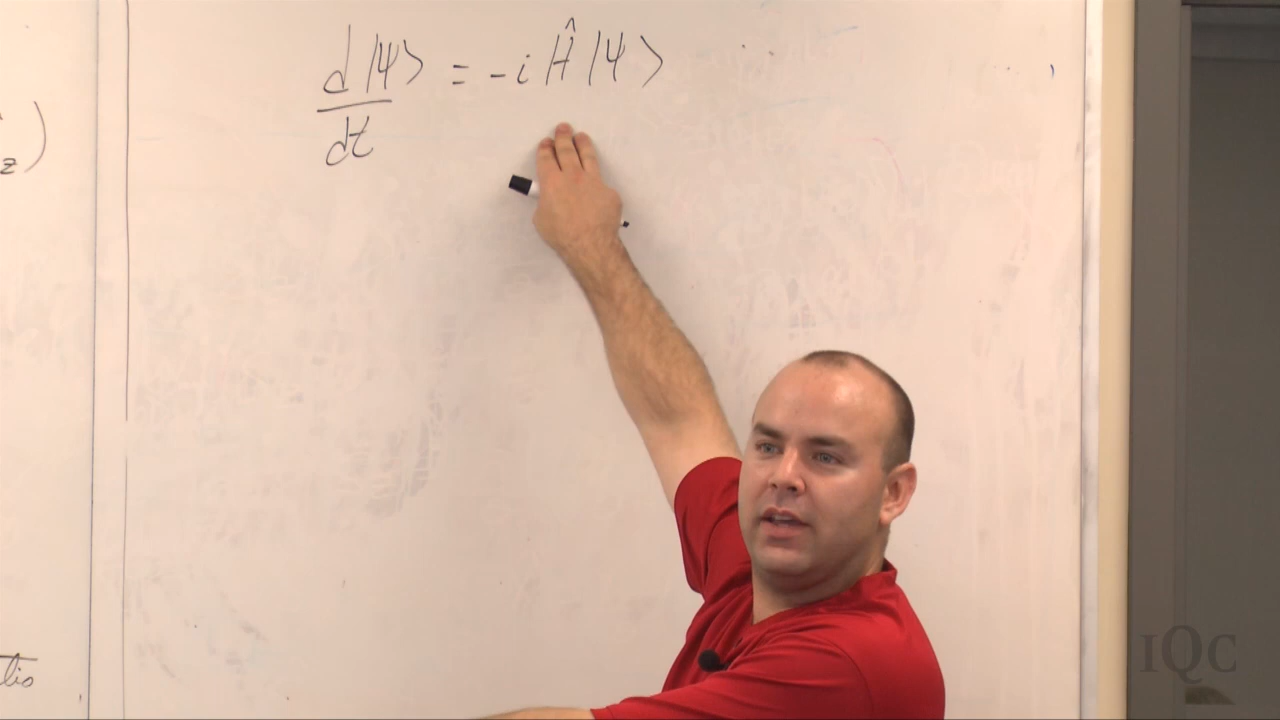 d|ψ⟩ = -i Ĥ |ψ⟩
dt
z)
IQC